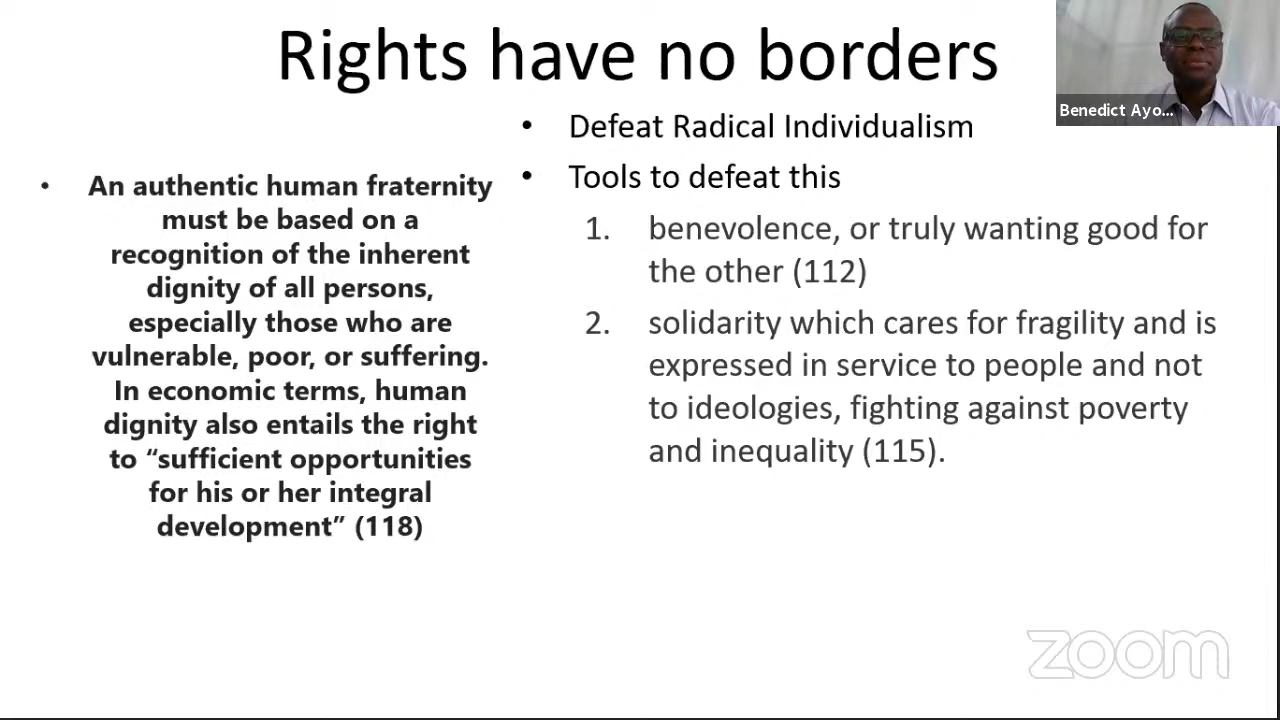 Rights have no borders
Benedict Ayo...
• An authentic human fraternity
must be based on a
recognition of the inherent
dignity of all persons,
especially those who are
vulnerable, poor, or suffering.
In economic terms, human
dignity also entails the right
to “sufficient opportunities
for his or her integral
development” (118)
• Defeat Radical Individualism
• Tools to defeat this
1. benevolence, or truly wanting good for
the other (112)
2. solidarity which cares for fragility and is
expressed in service to people and not
to ideologies, fighting against poverty
and inequality (115).
zoom